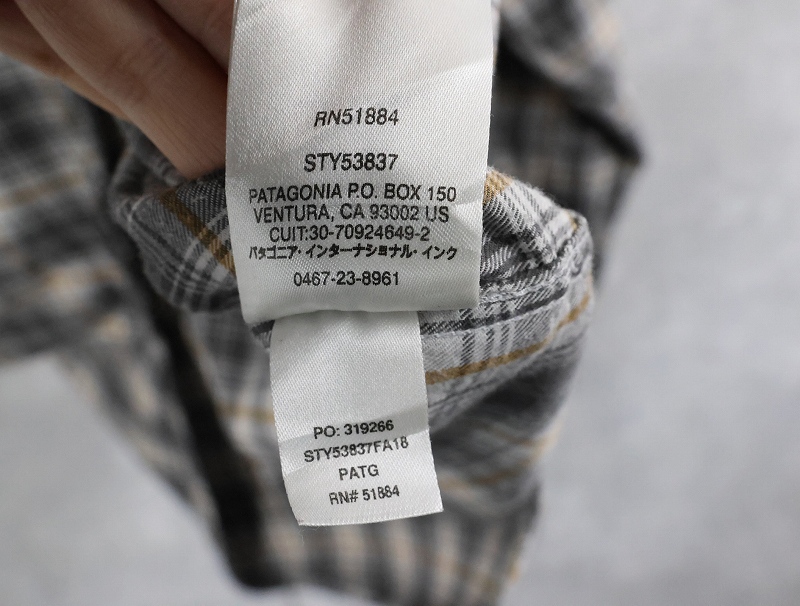 RN51884
STY53837
PATAGONIA P.O. BOX 150
VENTURA, CA 93002 US
CUIT:30-70924649-2
パタゴニア・インターナショナル・インク
0467-23-8961
PO: 319266
STY53837FA18
PATG
RN# 51884